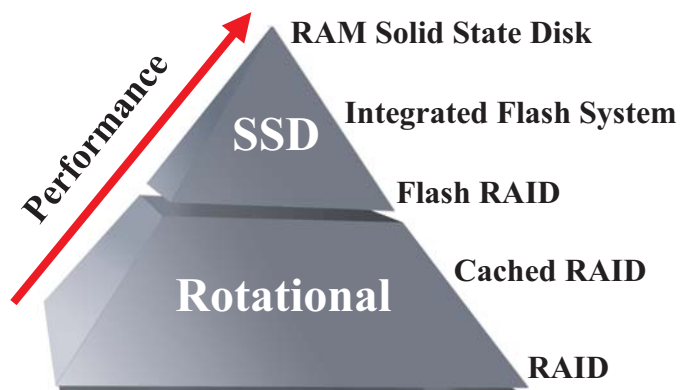 RAM Solid State Disk
Performance
Integrated Flash System
SSD
Flash RAID
Cached RAID
Rotational
RAID